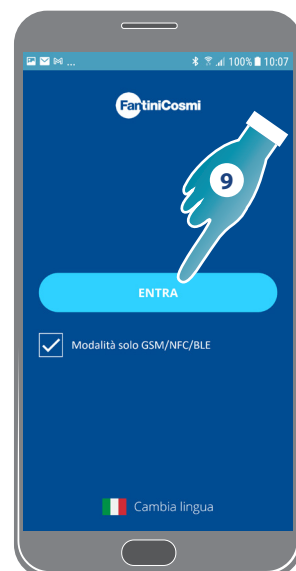 ... 100% 10:07
FantiniCosmi
9
ENTRA
Modalità solo GSM/NFC/BLE
Cambia lingua